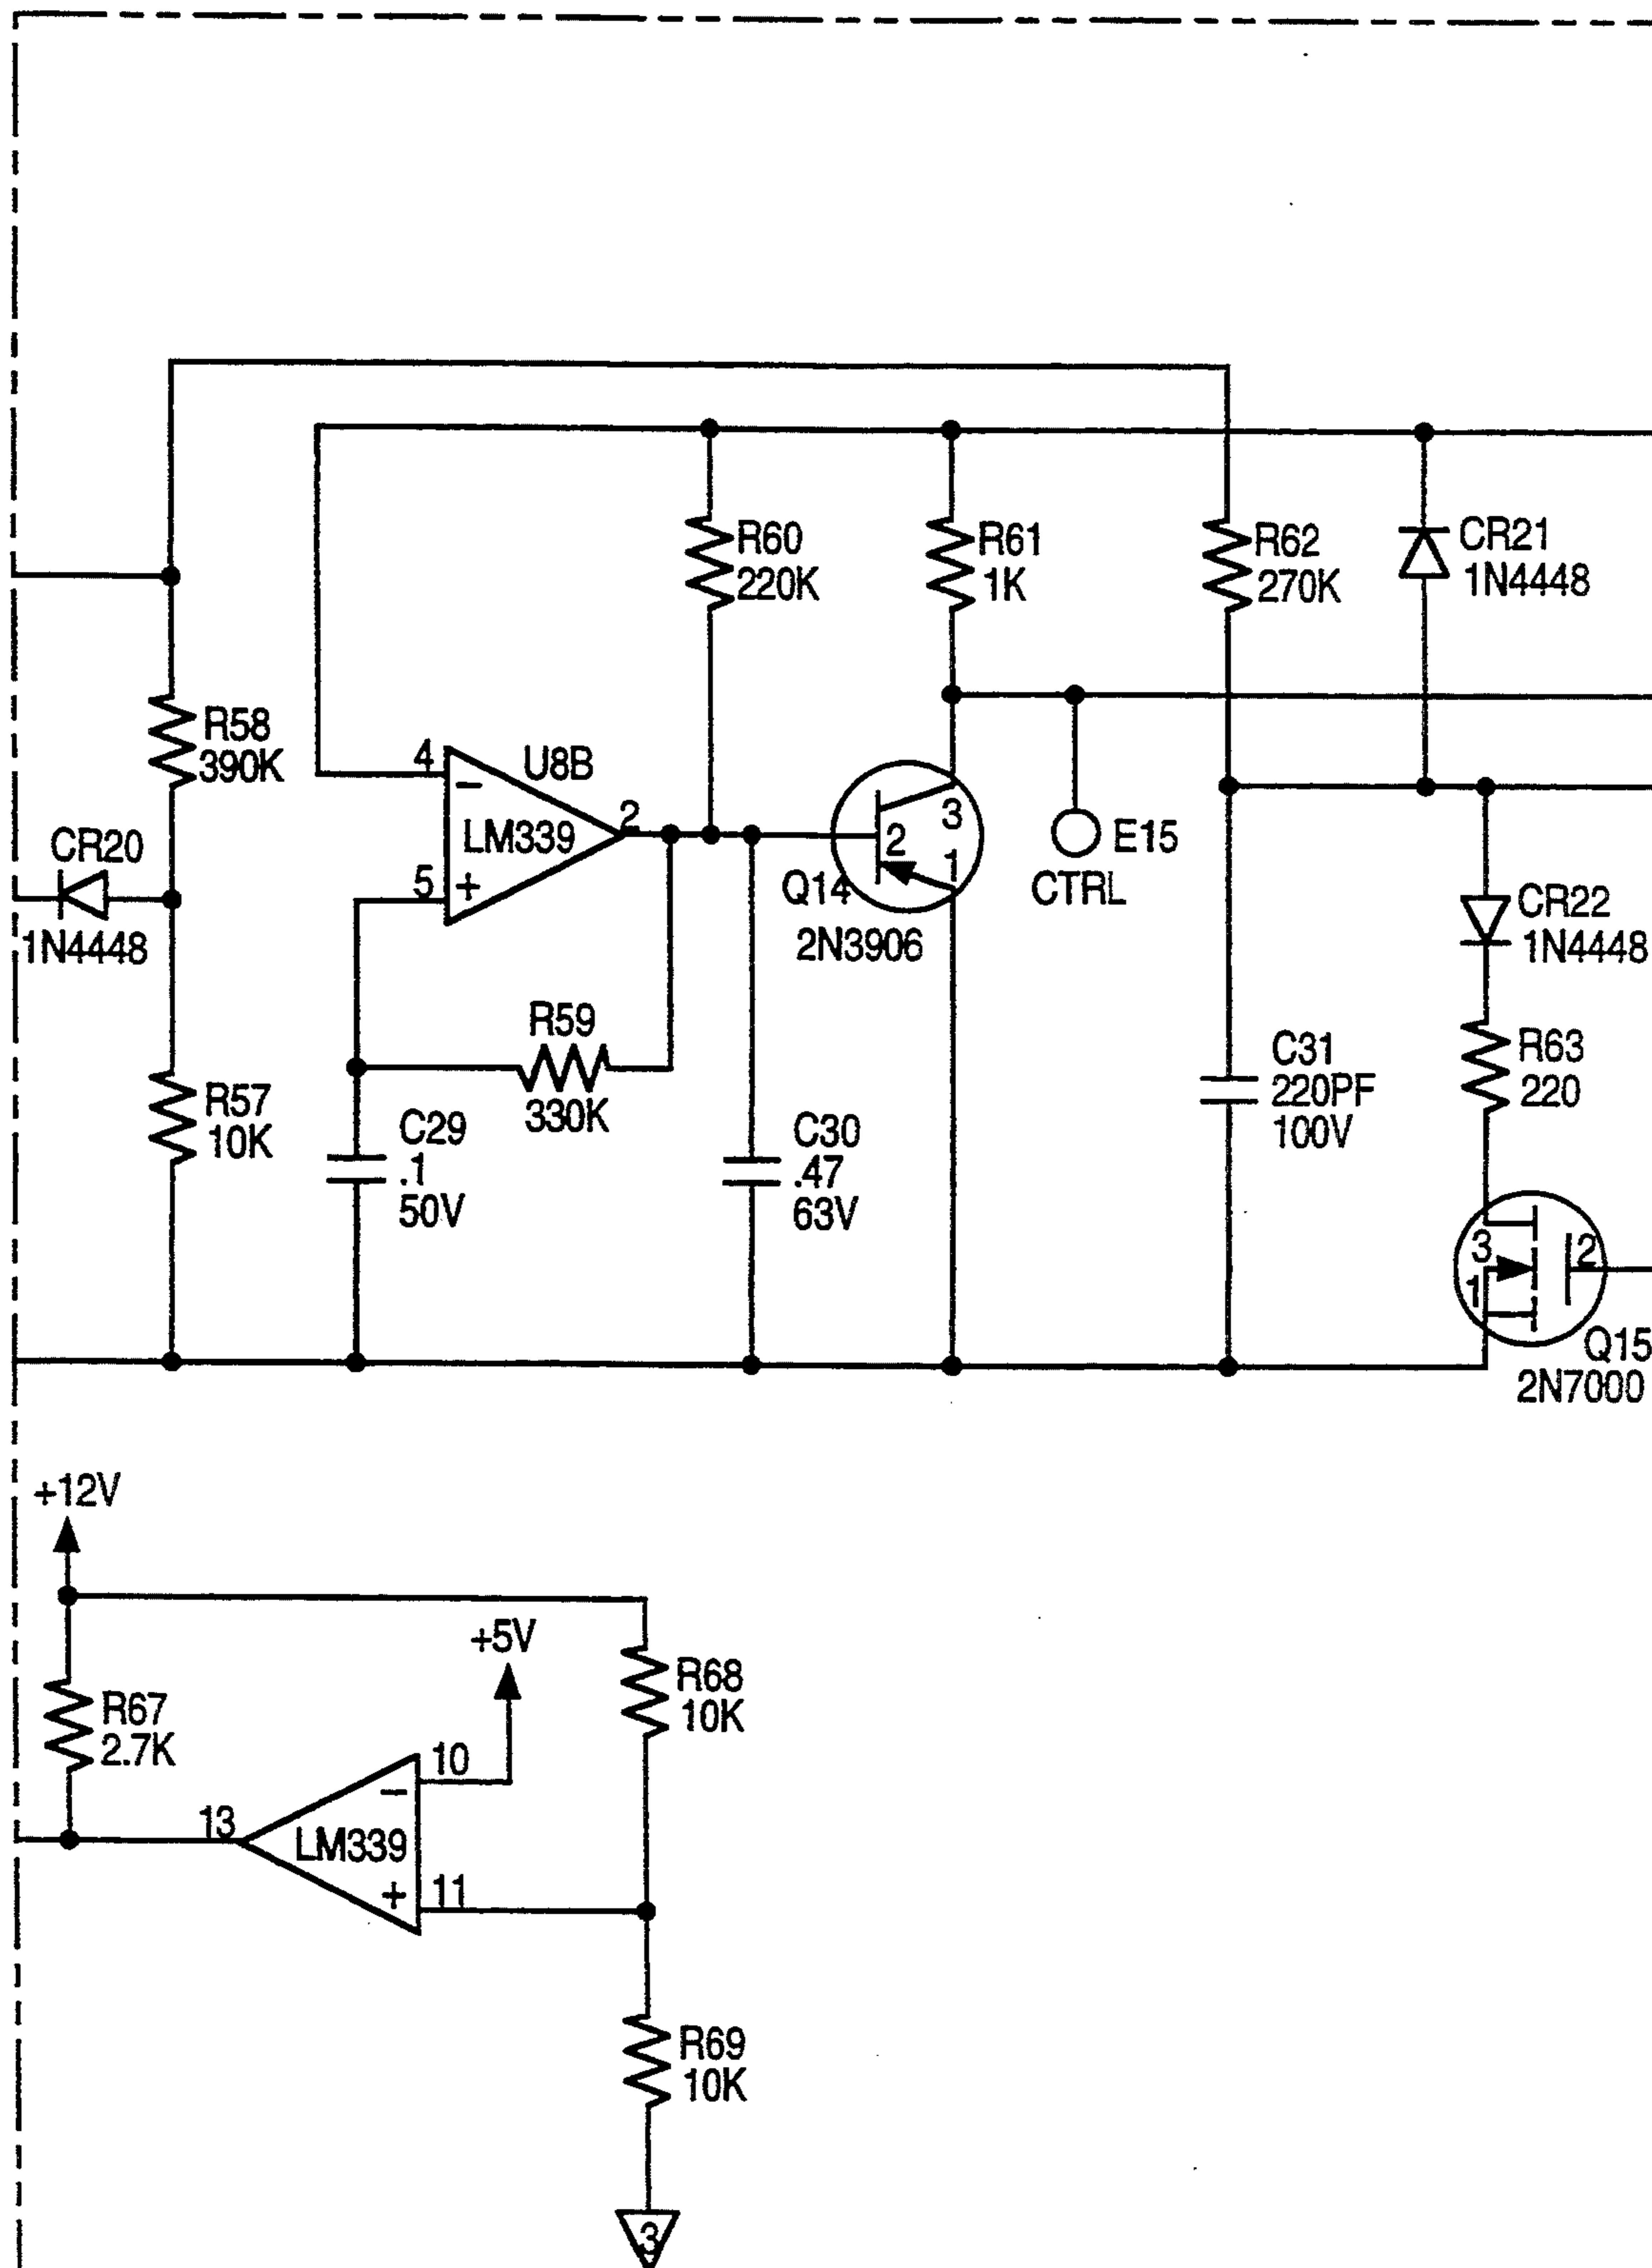 R60
220K
R61
1K
R62
270K
CR21
1N4448
R58
390K
4
−
U8B
LM339
2
5
+
CR20
1N4448
3
2
1
Q14
2N3906
E15
CTRL
CR22
1N4448
R59
330K
R57
10K
C29
.1
50V
C30
.47
63V
C31
220PF
100V
R63
220
3
1
2
Q15
2N7000
+12V
+5V
R67
2.7K
R68
10K
10
−
13
LM339
+
11
R69
10K
3